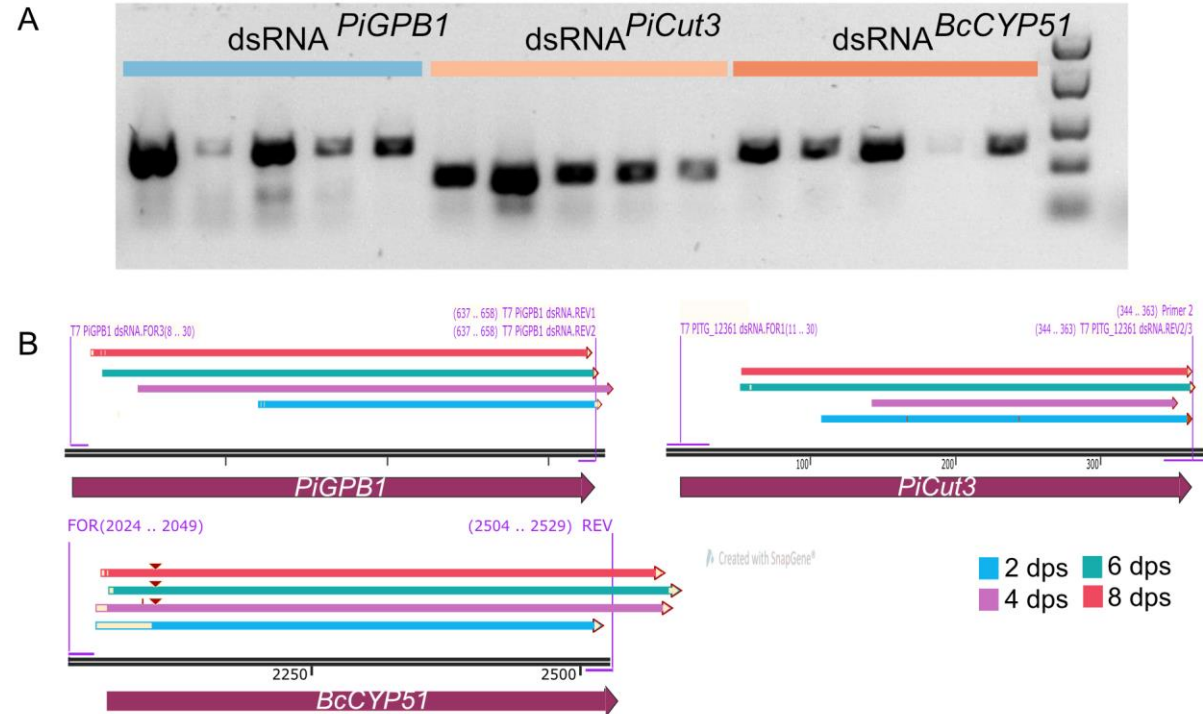 A
dsRNA PiGPB1 dsRNA PiCut3 dsRNA BcCYP51
B
(637 .. 658) T7 PiGPB1 dsRNA.REV1
T7 PiGPB1 dsRNA.FOR3(8 .. 30) (637 .. 658) T7 PiGPB1 dsRNA.REV2
PiGPB1
(344 .. 363) Primer 2
T7 PITG_12361 dsRNA.FOR1(11 .. 30) (344 .. 363) T7 PITG_12361 dsRNA.REV2/3
100 200 300
PiCut3
FOR(2024 .. 2049) (2504 .. 2529) REV
2250 2500
BcCYP51
Created with SnapGene®
2 dps 6 dps
4 dps 8 dps